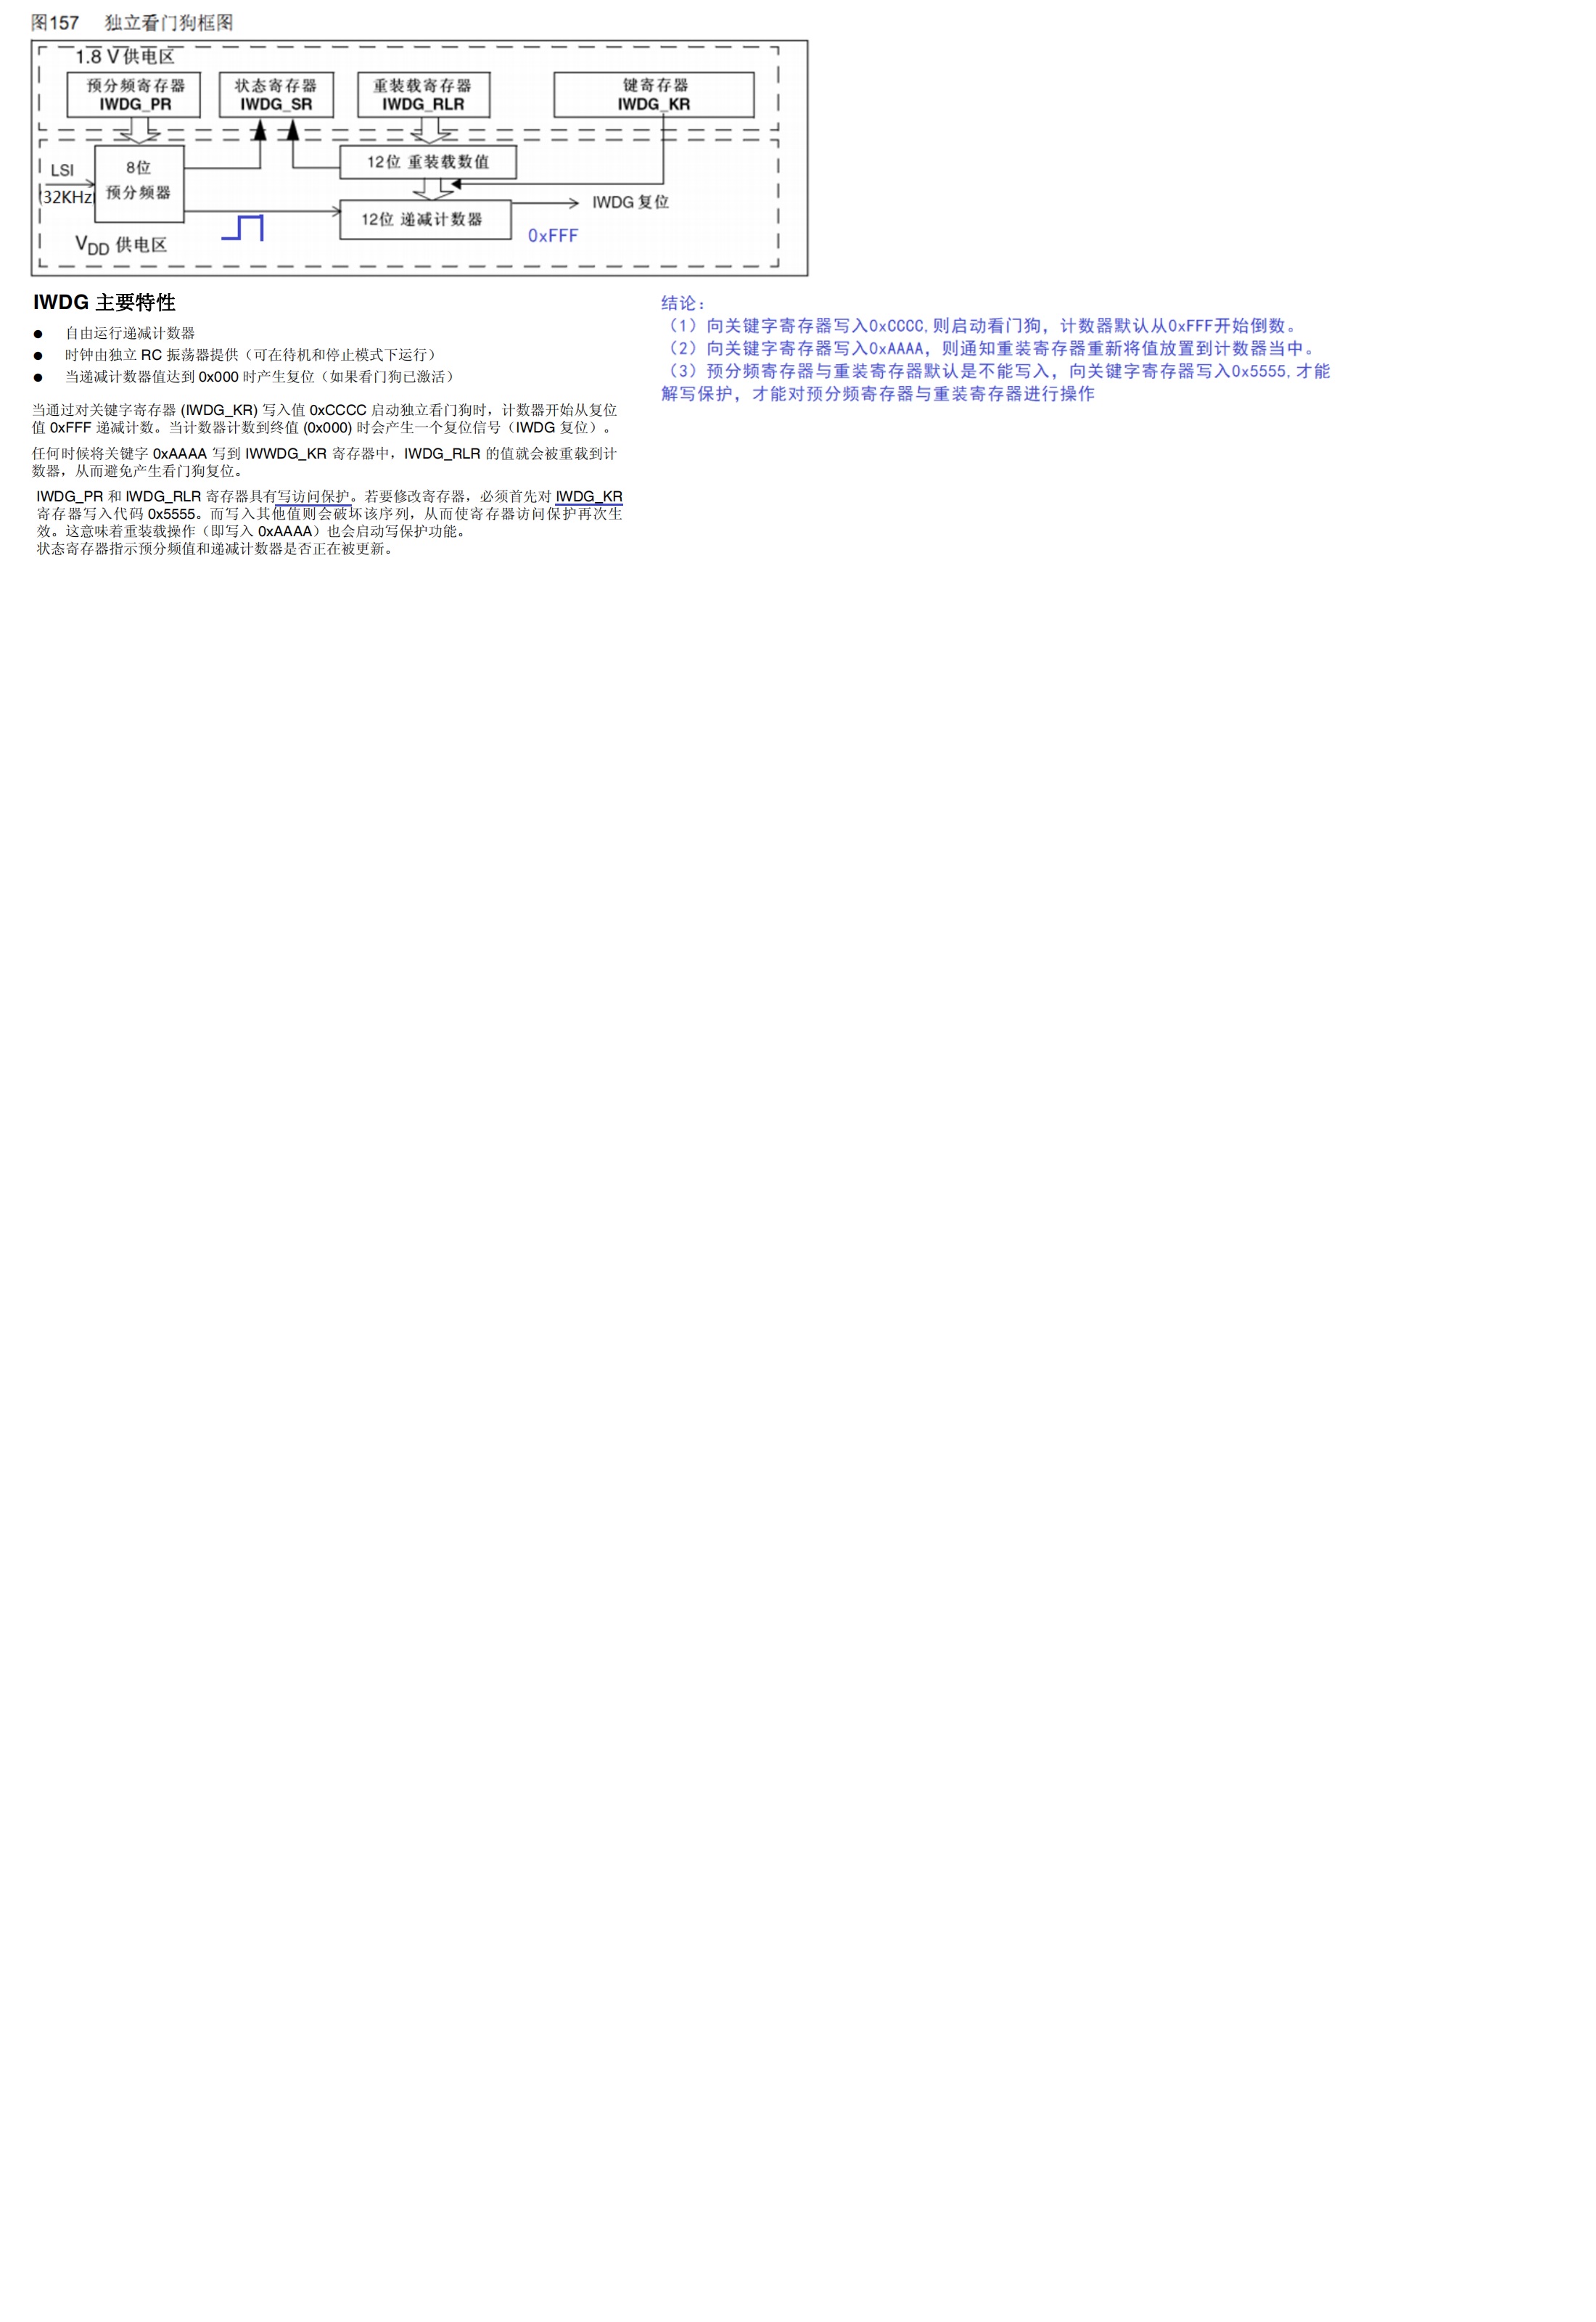 图157 独立看门狗框图
1.8 V 供电区
预分频寄存器
IWDG_PR
状态寄存器
IWDG_SR
重装载寄存器
IWDG_RLR
键寄存器
IWDG_KR
LSI
(32KHz)
8位
预分频器
12位 重装载数值
12位 递减计数器
IWDG 复位
0xFFF
VDD 供电区
IWDG 主要特性
● 自由运行递减计数器
● 时钟由独立 RC 振荡器提供（可在待机和停止模式下运行）
● 当递减计数器值达到 0x000 时产生复位（如果看门狗已激活）
当通过对关键字寄存器 (IWDG_KR) 写入值 0xCCCC 启动独立看门狗时，计数器开始从复位
值 0xFFF 递减计数。当计数器计数到终值 (0x000) 时会产生一个复位信号（IWDG 复位）。
任何时候将关键字 0xAAAA 写到 IWWDG_KR 寄存器中，IWDG_RLR 的值就会被重载到计
数器，从而避免产生看门狗复位。
IWDG_PR 和 IWDG_RLR 寄存器具有写访问保护。若要修改寄存器，必须首先对 IWDG_KR
寄存器写入代码 0x5555。而写入其他值则会破坏该序列，从而使寄存器访问保护再次生
效。这意味着重装载操作（即写入 0xAAAA）也会启动写保护功能。
状态寄存器指示预分频值和递减计数器是否正在被更新。
结论：
（1）向关键字寄存器写入0xCCCC,则启动看门狗，计数器默认从0xFFF开始倒数。
（2）向关键字寄存器写入0xAAAA，则通知重装寄存器重新将值放置到计数器当中。
（3）预分频寄存器与重装寄存器默认是不能写入，向关键字寄存器写入0x5555,才能
解写保护，才能对预分频寄存器与重装寄存器进行操作